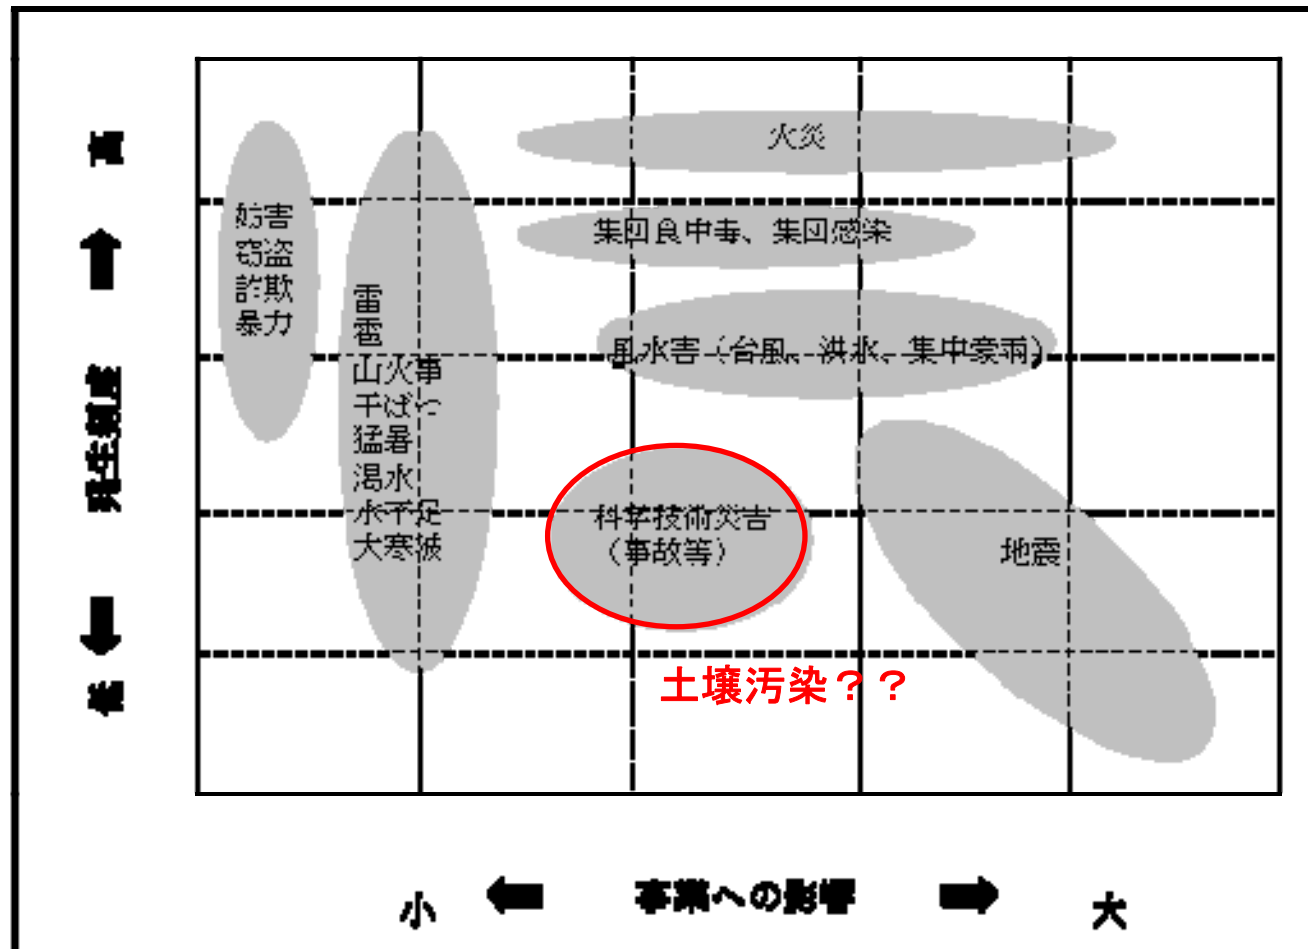 高
火災
妨害
窃盗
詐欺
暴力
集団食中毒、集団感染
雷
雹
山火事
干ばつ
猛暑
渇水
水不足
大寒波
風水害（台風、洪水、集中豪雨）
発生頻度
科学技術災害
（事故等）
地震
土壌汚染？？
低
小
事業への影響
大